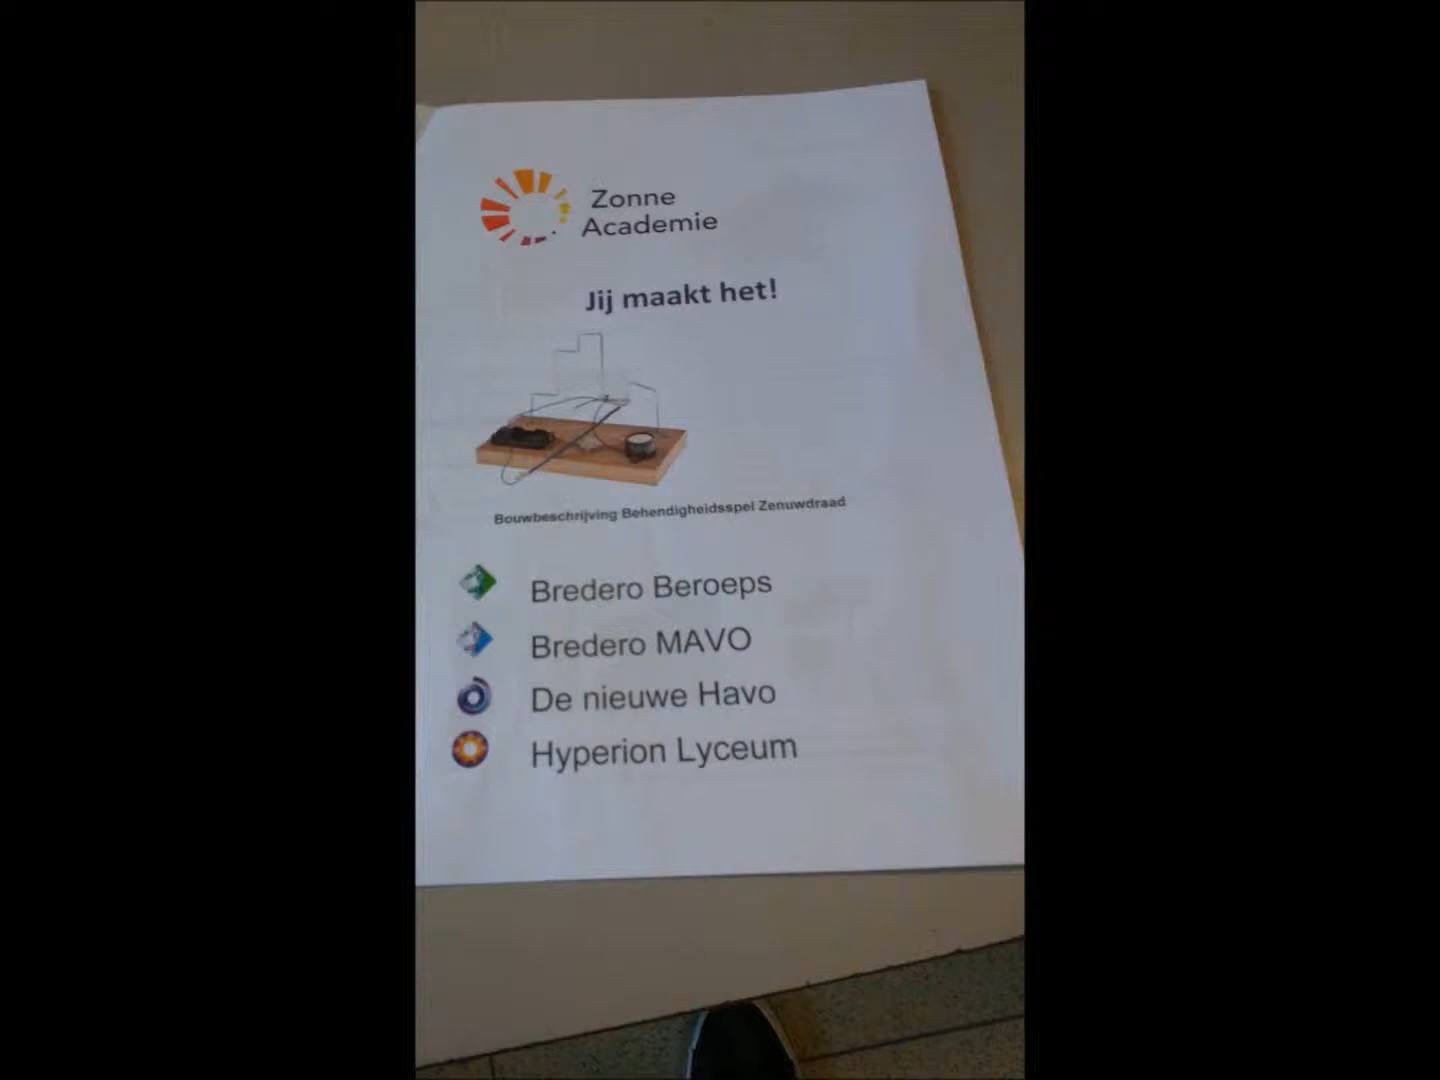 Zonne
Academie
Jij maakt het!
Bouwbeschrijving Behendigheidsspel Zenuwdraad
Bredero Beroeps
Bredero MAVO
De nieuwe Havo
Hyperion Lyceum